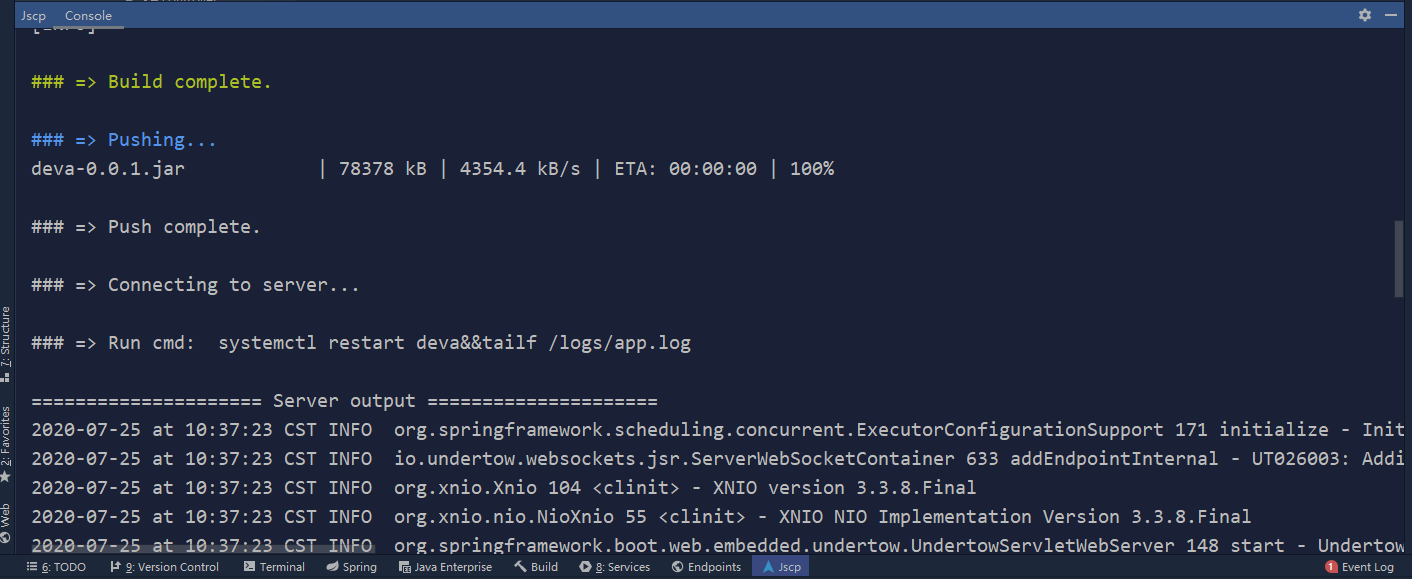 Jscp Console
### => Build complete.
### => Pushing...
deva-0.0.1.jar | 78378 kB | 4354.4 kB/s | ETA: 00:00:00 | 100%
### => Push complete.
### => Connecting to server...
### => Run cmd: systemctl restart deva&&tailf /logs/app.log
===================== Server output =====================
2020-07-25 at 10:37:23 CST INFO org.springframework.scheduling.concurrent.ExecutorConfigurationSupport 171 initialize - Init
2020-07-25 at 10:37:23 CST INFO io.undertow.websockets.jsr.ServerWebSocketContainer 633 addEndpointInternal - UT026003: Addi
2020-07-25 at 10:37:23 CST INFO org.xnio.Xnio 104 <clinit> - XNIO version 3.3.8.Final
2020-07-25 at 10:37:23 CST INFO org.xnio.nio.NioXnio 55 <clinit> - XNIO NIO Implementation Version 3.3.8.Final
2020-07-25 at 10:37:23 CST INFO org.springframework.boot.web.embedded.undertow.UndertowServletWebServer 148 start - Undertow
7: Structure
2: Favorites
Web
6: TODO 9: Version Control Terminal Spring Java Enterprise Build 8: Services Endpoints Jscp 1 Event Log